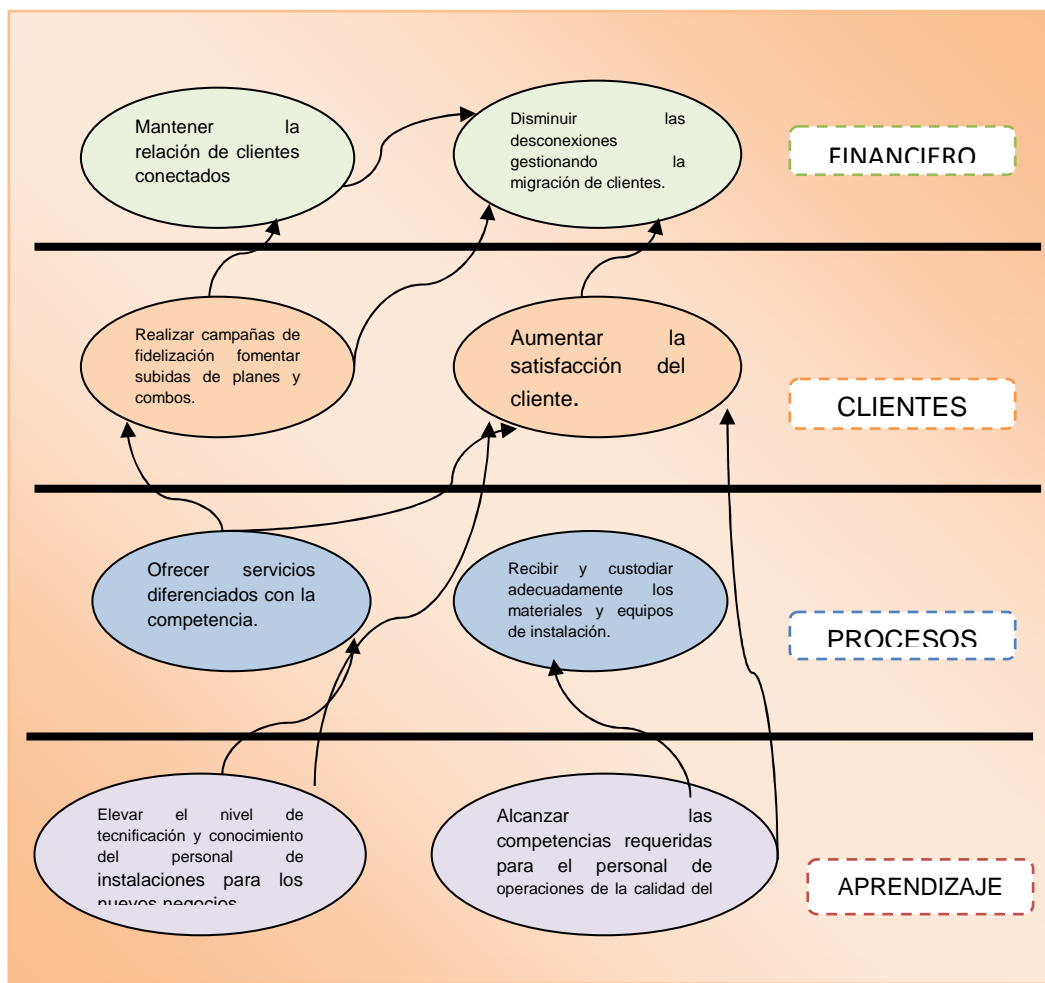 Mantener la
relación de clientes
conectados
Disminuir las
desconexiones
gestionando la
migración de clientes.
FINANCIERO
Realizar campañas de
fidelización fomentar
subidas de planes y
combos.
Aumentar la
satisfacción del
cliente.
CLIENTES
Ofrecer servicios
diferenciados con la
competencia.
Recibir y custodiar
adecuadamente los
materiales y equipos
de instalación.
PROCESOS
Elevar el nivel de
tecnificación y conocimiento
del personal de
instalaciones para los
nuevos negocios
Alcanzar las
competencias requeridas
para el personal de
operaciones de la calidad del
APRENDIZAJE